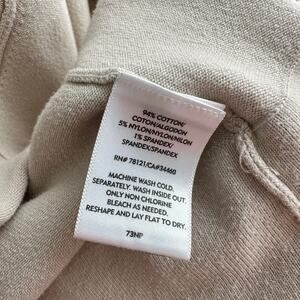 94% COTTON/
COTON/ALGODON
5% NYLON/NYLON/NILON
1% SPANDEX/
SPANDEX/SPANDEX
RN# 78121/CA#34460
MACHINE WASH COLD.
SEPARATELY. WASH INSIDE OUT.
ONLY NON CHLORINE
BLEACH AS NEEDED.
RESHAPE AND LAY FLAT TO DRY.
73NP